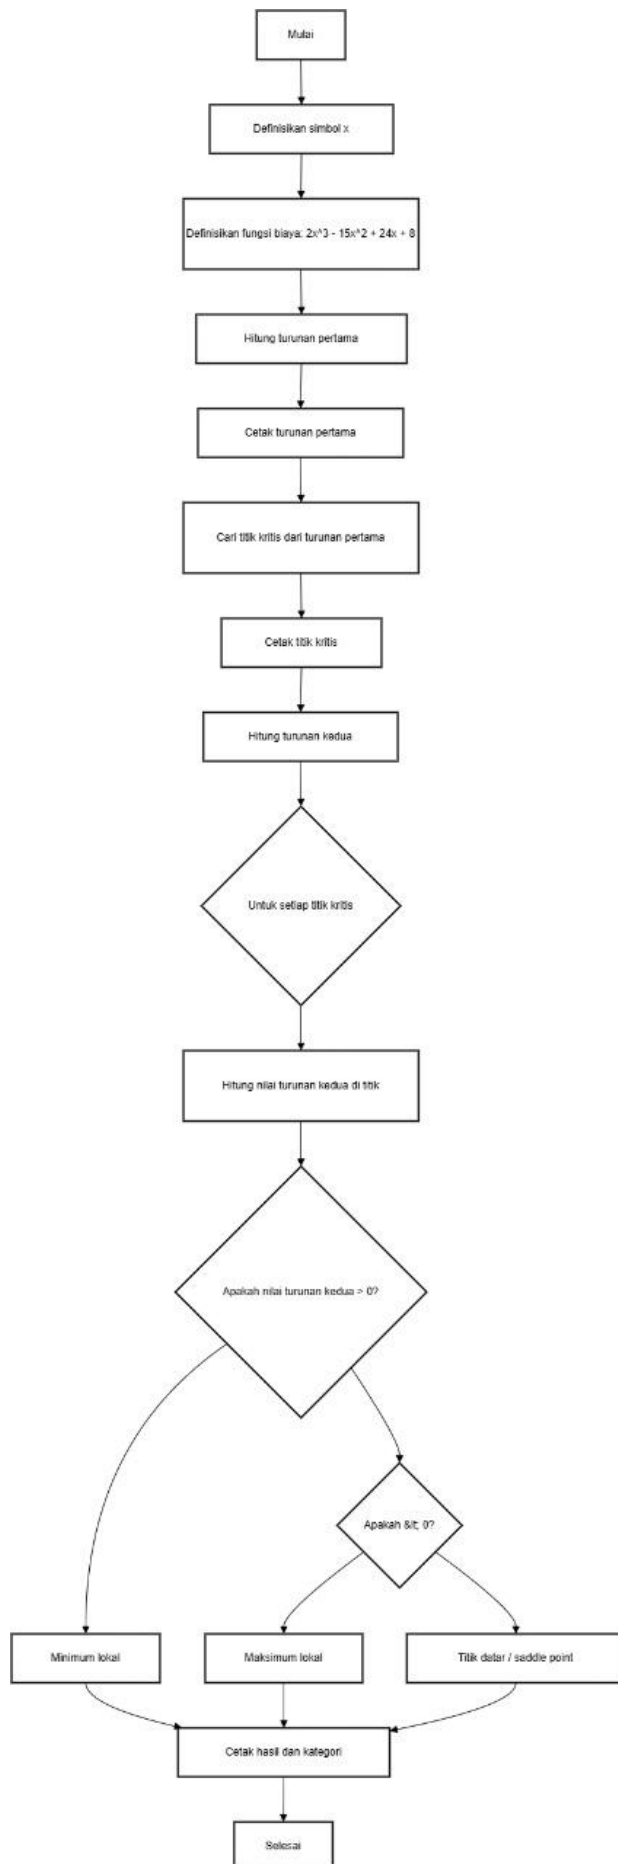 Mulai
Definisikan simbol x
Definisikan fungsi biaya: 2x^3 - 15x^2 + 24x + 8
Hitung turunan pertama
Cetak turunan pertama
Cari titik kritis dari turunan pertama
Cetak titik kritis
Hitung turunan kedua
Untuk setiap titik kritis
Hitung nilai turunan kedua di titik
Apakah nilai turunan kedua > 0?
Apakah &lt; 0?
Minimum lokal
Maksimum lokal
Titik datar / saddle point
Cetak hasil dan kategori
Selesai